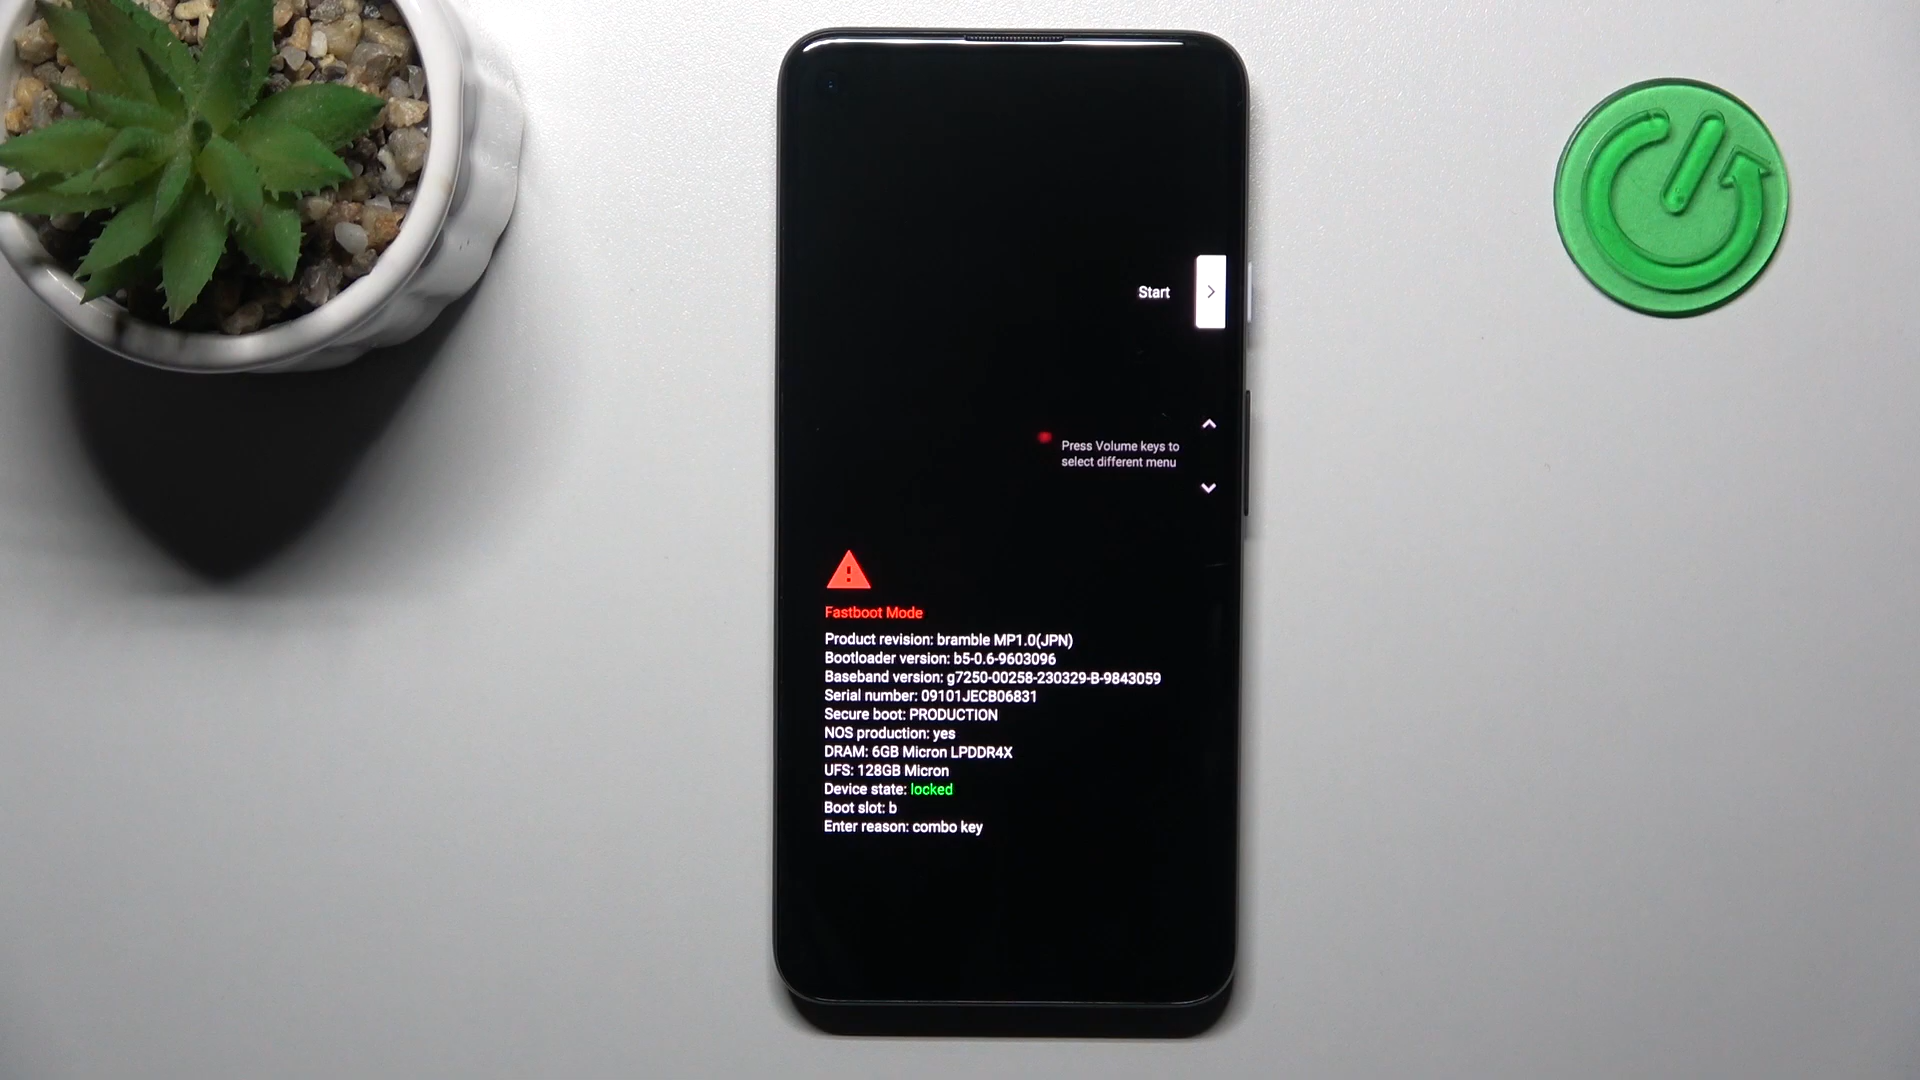 Start
Press Volume keys to
select different menu
Fastboot Mode
Product revision: bramble MP1.0(JPN)
Bootloader version: b5-0.6-9603096
Baseband version: g7250-00258-230329-B-9843059
Serial number: 09101JECB06831
Secure boot: PRODUCTION
NOS production: yes
DRAM: 6GB Micron LPDDR4X
UFS: 128GB Micron
Device state: locked
Boot slot: b
Enter reason: combo key